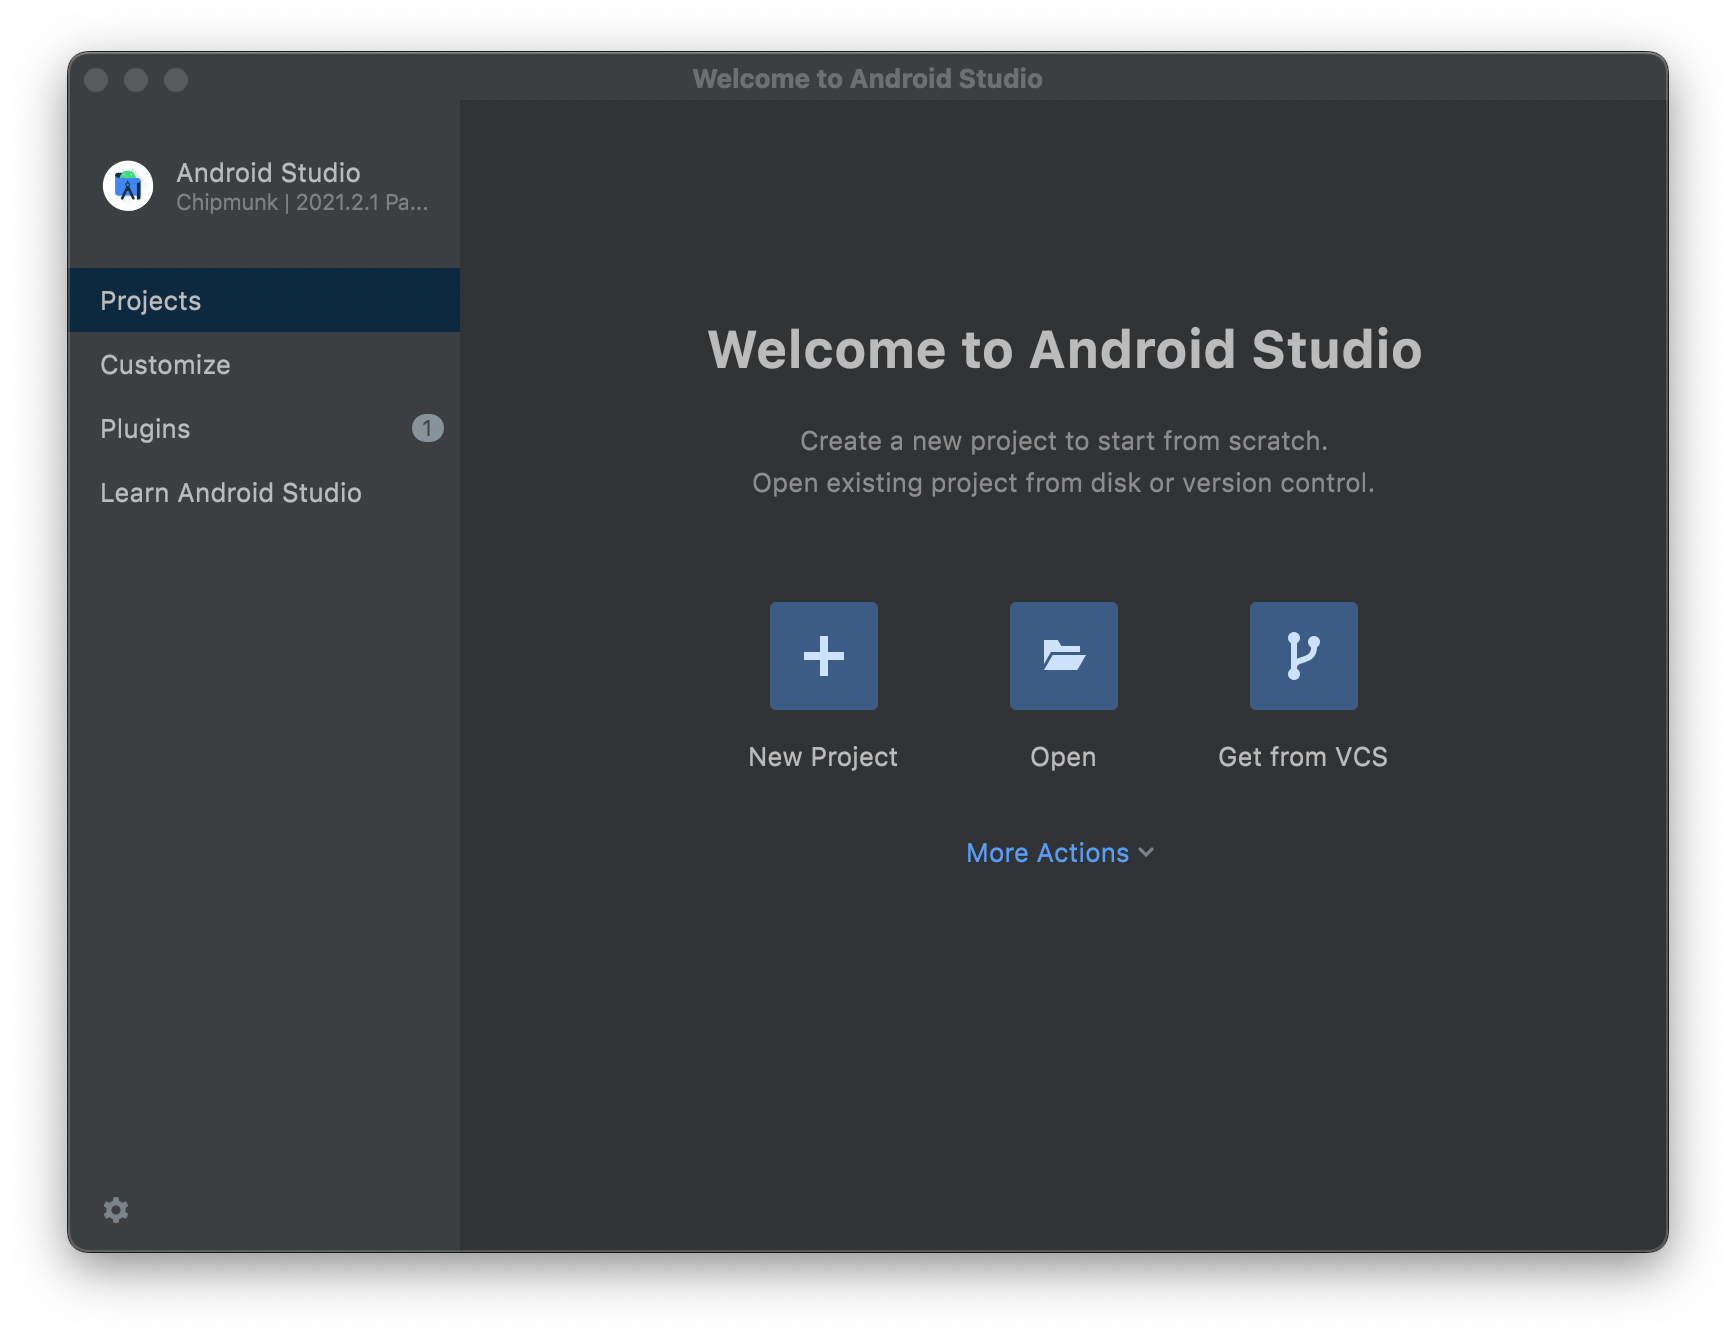 Welcome to Android Studio
Android Studio
Chipmunk | 2021.2.1 Pa...
Projects
Customize
Plugins
1
Learn Android Studio
Welcome to Android Studio
Create a new project to start from scratch.
Open existing project from disk or version control.
New Project
Open
Get from VCS
More Actions